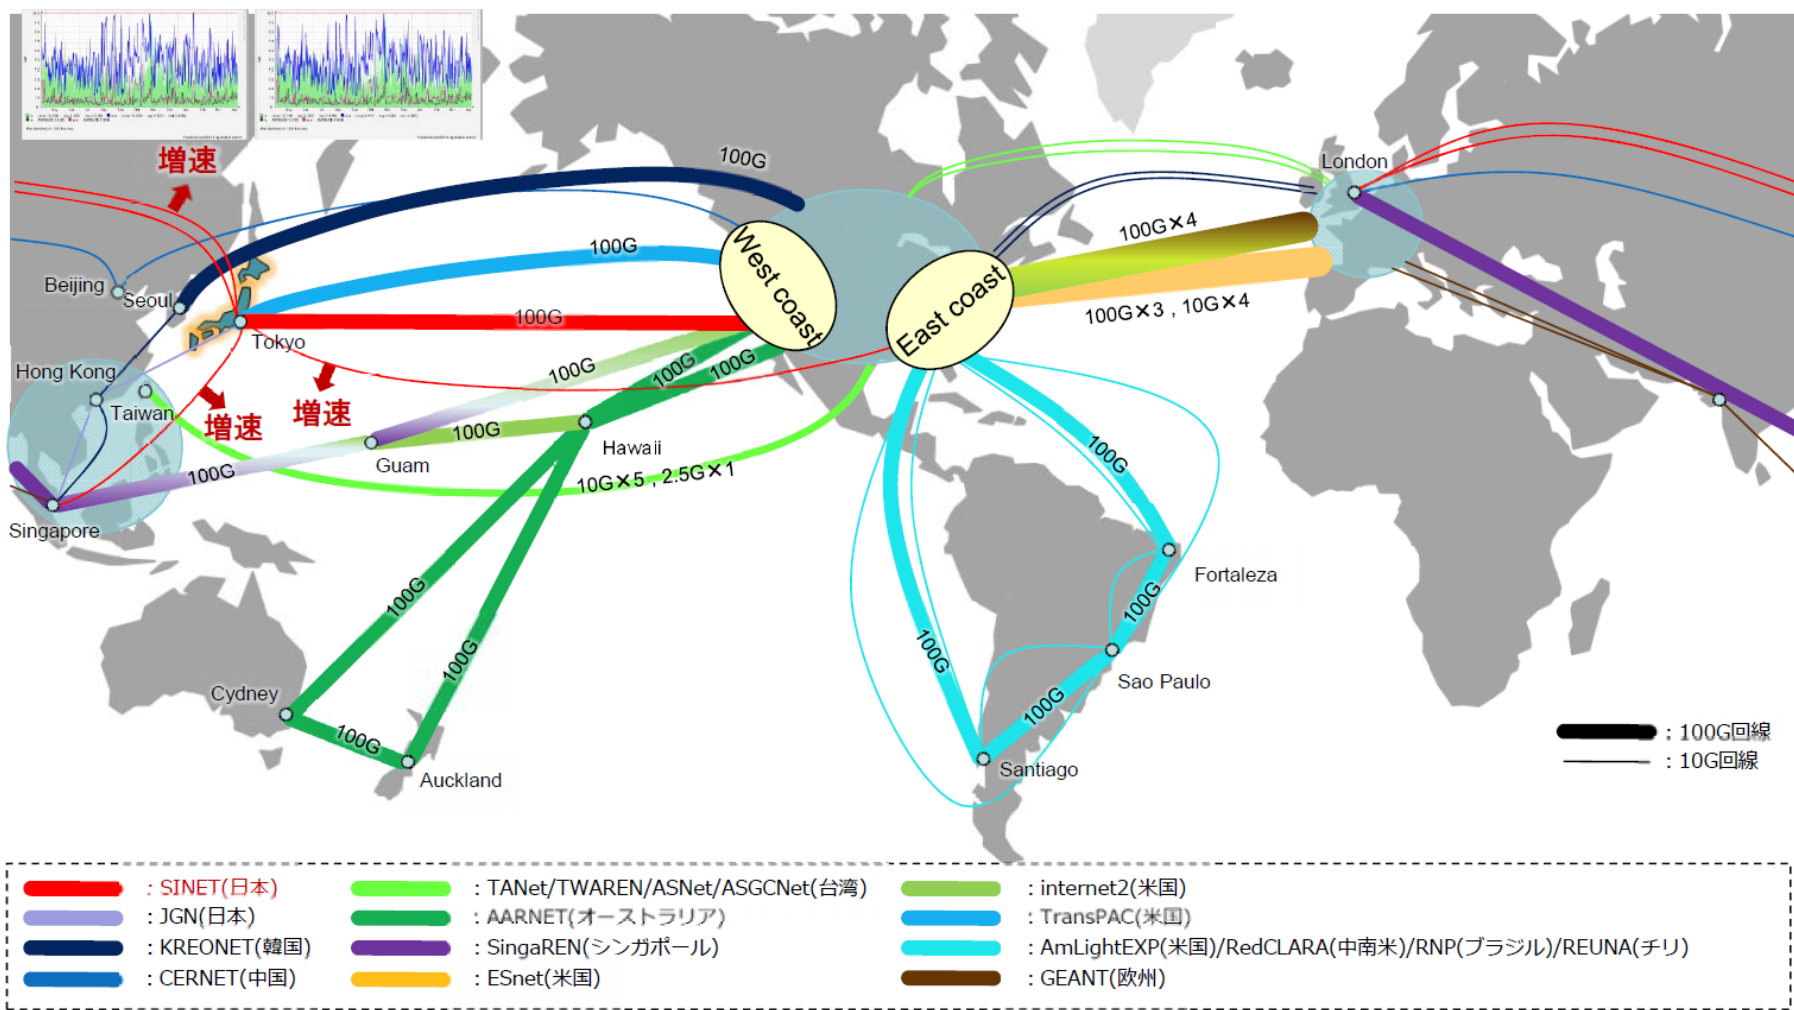 増速
100G
London
100G×4
West coast
East coast
100G
Beijing
Seoul
100G
100G×3 , 10G×4
Tokyo
Hong Kong
100G
100G
100G
Taiwan
増速
増速
100G
Hawaii
Guam
100G
10G×5 , 2.5G×1
100G
Singapore
Fortaleza
100G
100G
100G
100G
Cydney
Sao Paulo
100G
100G
Auckland
Santiago
: 100G回線
: 10G回線
: SINET(日本)
: TANet/TWAREN/ASNet/ASGCNet(台湾)
: internet2(米国)
: JGN(日本)
: AARNET(オーストラリア)
: TransPAC(米国)
: KREONET(韓国)
: SingaREN(シンガポール)
: AmLightEXP(米国)/RedCLARA(中南米)/RNP(ブラジル)/REUNA(チリ)
: CERNET(中国)
: ESnet(米国)
: GEANT(欧州)